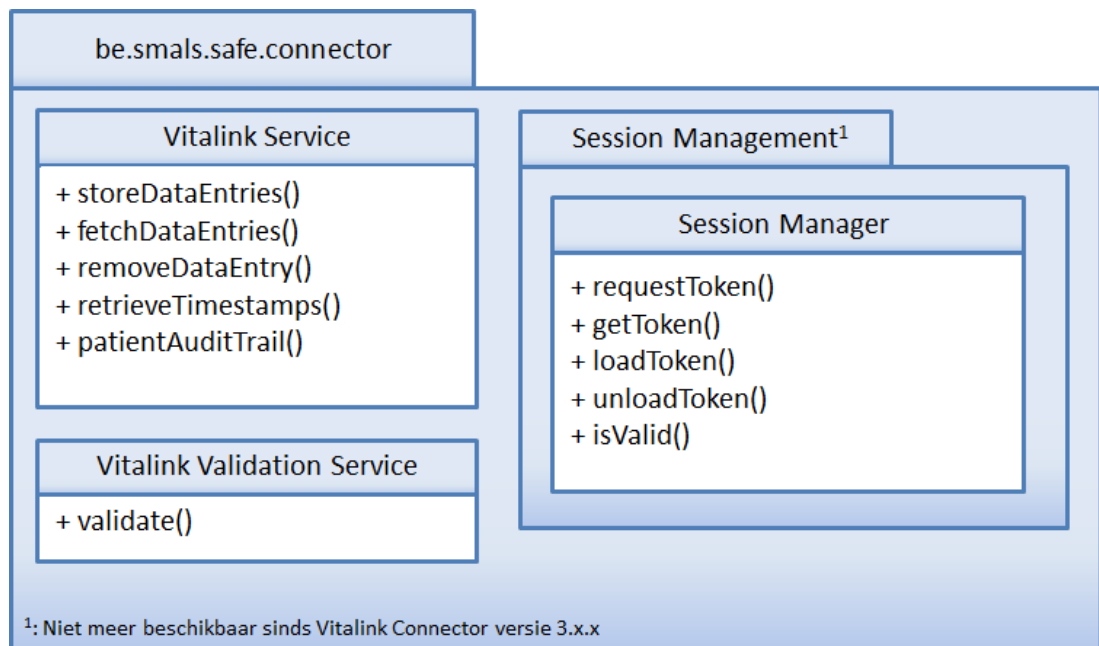 be.smals.safe.connector
Vitalink Service
+ storeDataEntries()
+ fetchDataEntries()
+ removeDataEntry()
+ retrieveTimestamps()
+ patientAuditTrail()
Vitalink Validation Service
+ validate()
Session Management¹
Session Manager
+ requestToken()
+ getToken()
+ loadToken()
+ unloadToken()
+ isValid()
¹: Niet meer beschikbaar sinds Vitalink Connector versie 3.x.x